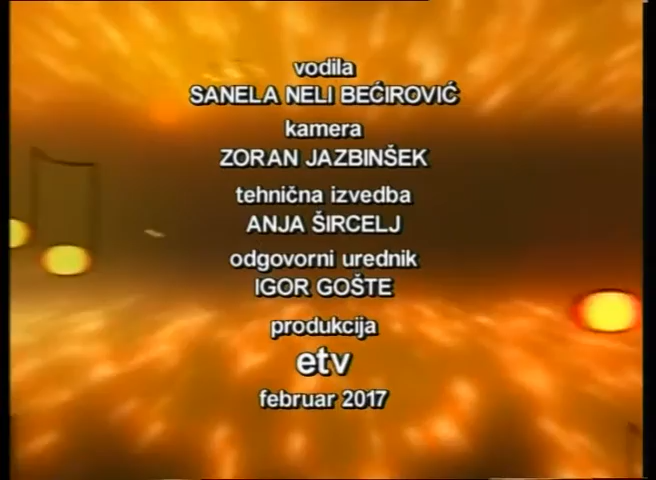 vodila
SANELA NELI BEĆIROVIĆ
kamera
ZORAN JAZBINŠEK
tehnična izvedba
ANJA ŠIRCELJ
odgovorni urednik
IGOR GOŠTE
produkcija
etv
februar 2017